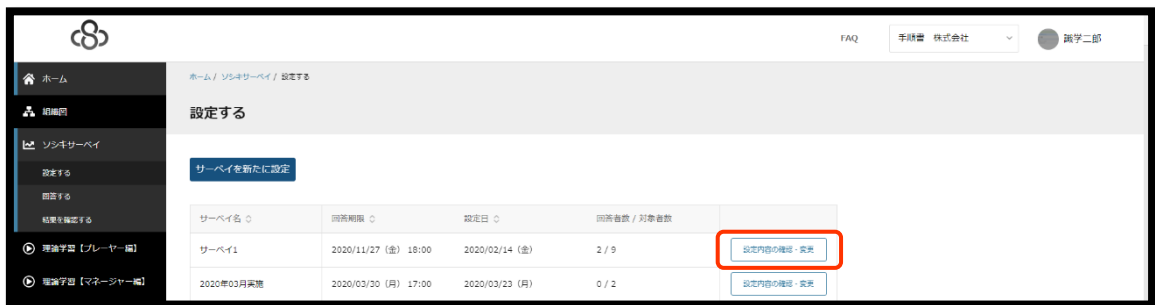 FAQ
手順書 株式会社
識学二郎
ホーム
組織図
ソシキサーベイ
設定する
回答する
結果を確認する
理論学習【プレーヤー編】
理論学習【マネージャー編】
ホーム / ソシキサーベイ / 設定する
設定する
サーベイを新たに設定
サーベイ名 回答期限 設定日 回答者数 / 対象者数
サーベイ1 2020/11/27（金） 18:00 2020/02/14（金） 2 / 9 設定内容の確認・変更
2020年03月実施 2020/03/30（月） 17:00 2020/03/23（月） 0 / 2 設定内容の確認・変更